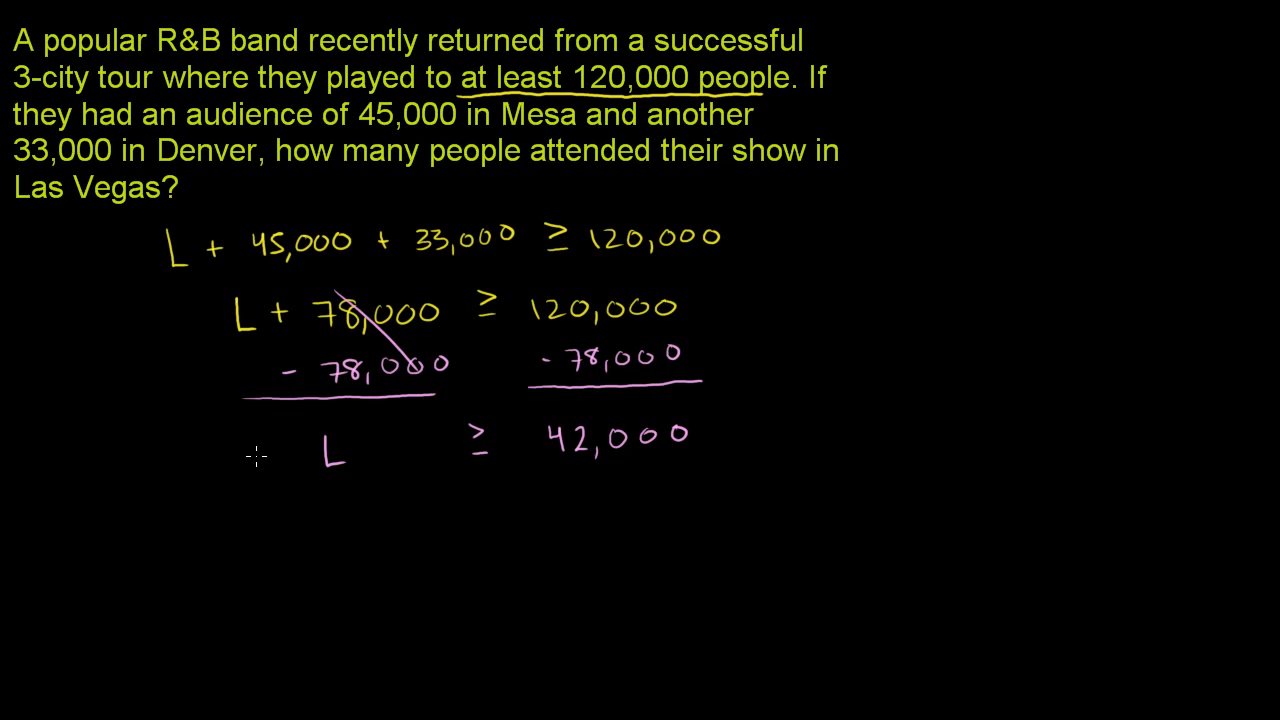 A popular R&B band recently returned from a successful
3-city tour where they played to at least 120,000 people. If
they had an audience of 45,000 in Mesa and another
33,000 in Denver, how many people attended their show in
Las Vegas?
L + 45,000 + 33,000 ≥ 120,000
L + 78,000 ≥ 120,000
- 78,000 - 78,000
L ≥ 42,000